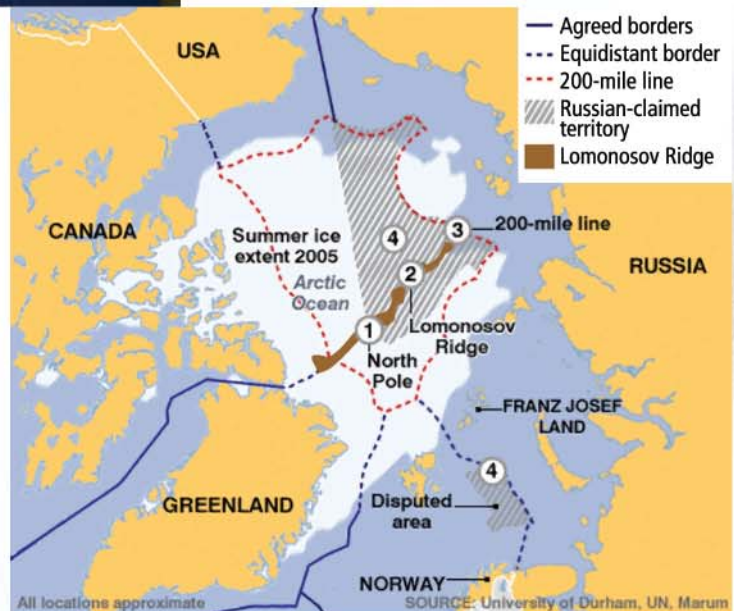 Agreed borders
Equidistant border
200-mile line
Russian-claimed
territory
Lomonosov Ridge
USA
CANADA
Summer ice
extent 2005
Arctic
Ocean
4
3
200-mile line
2
RUSSIA
1
Lomonosov
Ridge
North
Pole
FRANZ JOSEF
LAND
4
GREENLAND
Disputed
area
NORWAY
All locations approximate
SOURCE: University of Durham, UN, Marum